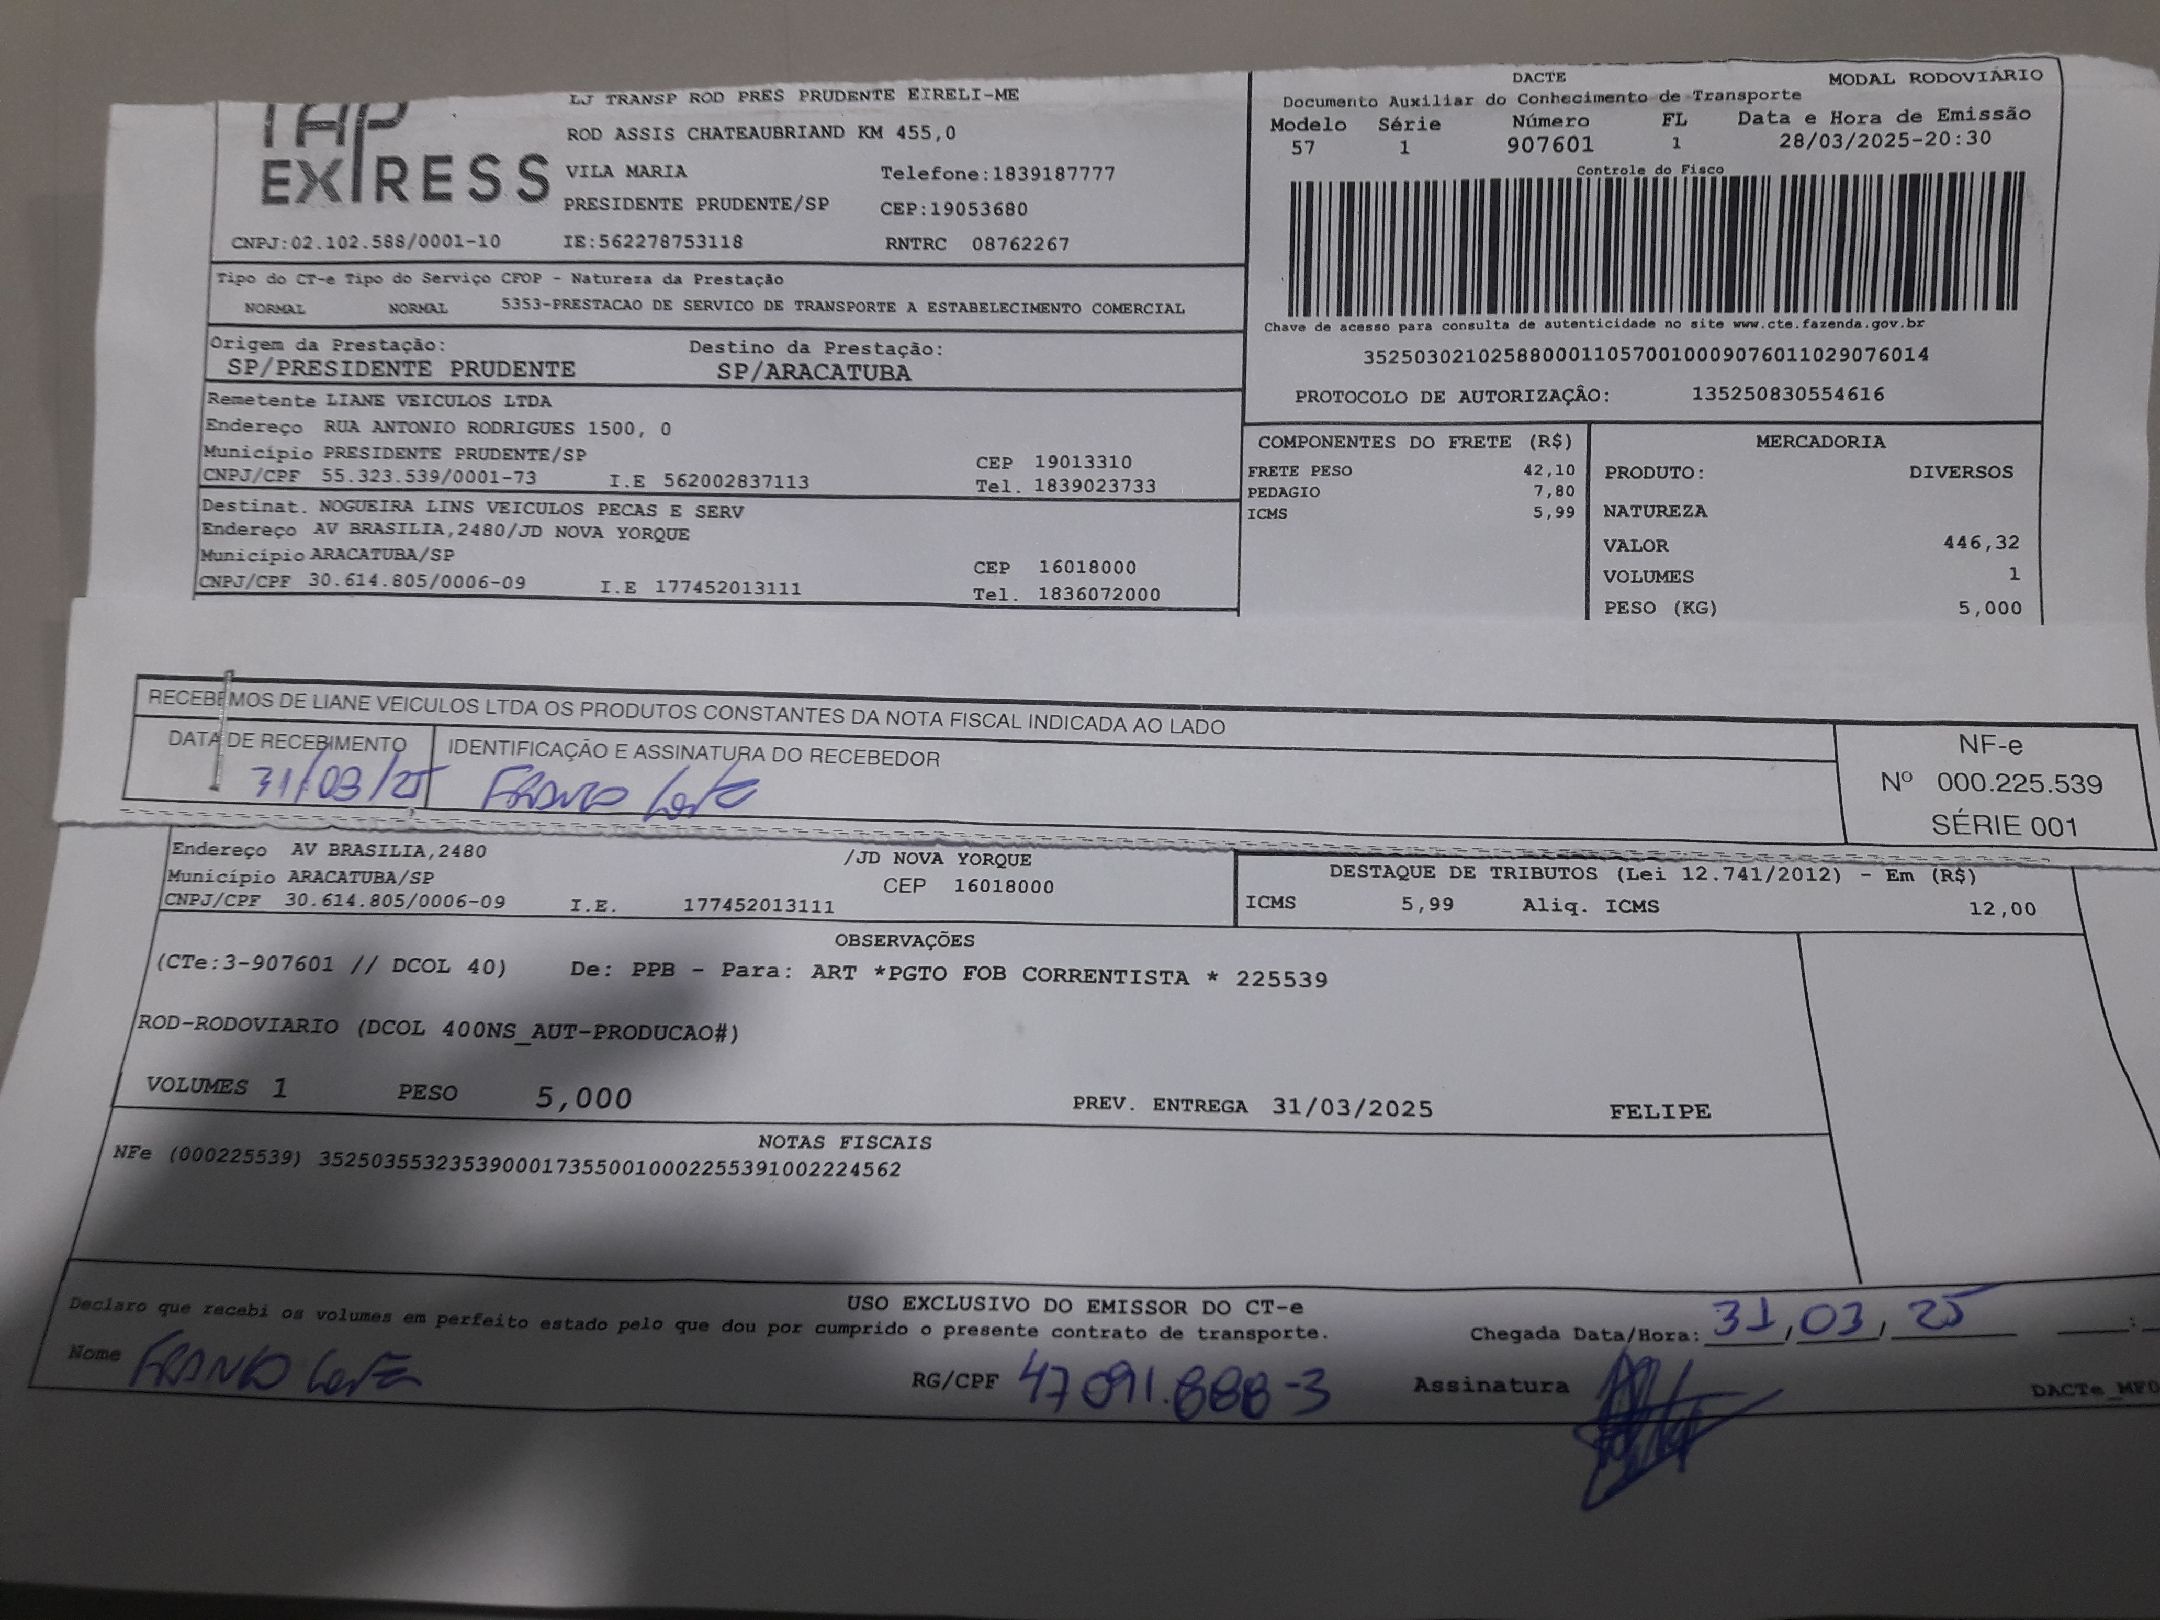 TAP
EXPRESS
LJ TRANSP ROD PRES PRUDENTE EIRELI-ME
ROD ASSIS CHATEAUBRIAND KM 455,0
VILA MARIA Telefone:1839187777
PRESIDENTE PRUDENTE/SP CEP:19053680
CNPJ:02.102.588/0001-10 IE:562278753118 RNTRC 08762267
DACTE MODAL RODOVIÁRIO
Documento Auxiliar do Conhecimento de Transporte
Modelo Série Número FL Data e Hora de Emissão
57 1 907601 1 28/03/2025-20:30
Controle do Fisco
Chave de acesso para consulta de autenticidade no site www.cte.fazenda.gov.br
35250302102588000110570010009076011029076014
PROTOCOLO DE AUTORIZAÇÃO: 135250830554616
Tipo do CT-e Tipo do Serviço CFOP - Natureza da Prestação
NORMAL NORMAL 5353-PRESTACAO DE SERVICO DE TRANSPORTE A ESTABELECIMENTO COMERCIAL
Origem da Prestação: Destino da Prestação:
SP/PRESIDENTE PRUDENTE SP/ARACATUBA
Remetente LIANE VEICULOS LTDA
Endereço RUA ANTONIO RODRIGUES 1500, 0
Município PRESIDENTE PRUDENTE/SP CEP 19013310
CNPJ/CPF 55.323.539/0001-73 I.E 562002837113 Tel. 1839023733
Destinat. NOGUEIRA LINS VEICULOS PECAS E SERV
Endereço AV BRASILIA,2480/JD NOVA YORQUE
Município ARACATUBA/SP CEP 16018000
CNPJ/CPF 30.614.805/0006-09 I.E 177452013111 Tel. 1836072000
COMPONENTES DO FRETE (R$)
FRETE PESO 42,10
PEDAGIO 7,80
ICMS 5,99
MERCADORIA
PRODUTO: DIVERSOS
NATUREZA
VALOR 446,32
VOLUMES 1
PESO (KG) 5,000
RECEBEMOS DE LIANE VEICULOS LTDA OS PRODUTOS CONSTANTES DA NOTA FISCAL INDICADA AO LADO
DATA DE RECEBIMENTO IDENTIFICAÇÃO E ASSINATURA DO RECEBEDOR
31/03/25
NF-e
Nº 000.225.539
SÉRIE 001
Endereço AV BRASILIA,2480 /JD NOVA YORQUE
Município ARACATUBA/SP CEP 16018000
CNPJ/CPF 30.614.805/0006-09 I.E. 177452013111
DESTAQUE DE TRIBUTOS (Lei 12.741/2012) - Em (R$)
ICMS 5,99 Aliq. ICMS 12,00
OBSERVAÇÕES
(CTe:3-907601 // DCOL 40) De: PPB - Para: ART *PGTO FOB CORRENTISTA * 225539
ROD-RODOVIARIO (DCOL 400NS_AUT-PRODUCAO#)
VOLUMES 1 PESO 5,000 PREV. ENTREGA 31/03/2025 FELIPE
NOTAS FISCAIS
NFe (000225539) 35250355323539000173550010002255391002224562
USO EXCLUSIVO DO EMISSOR DO CT-e
Declaro que recebi os volumes em perfeito estado pelo que dou por cumprido o presente contrato de transporte.
Chegada Data/Hora: 31/03/25 :
Nome RG/CPF 47091.888-3 Assinatura